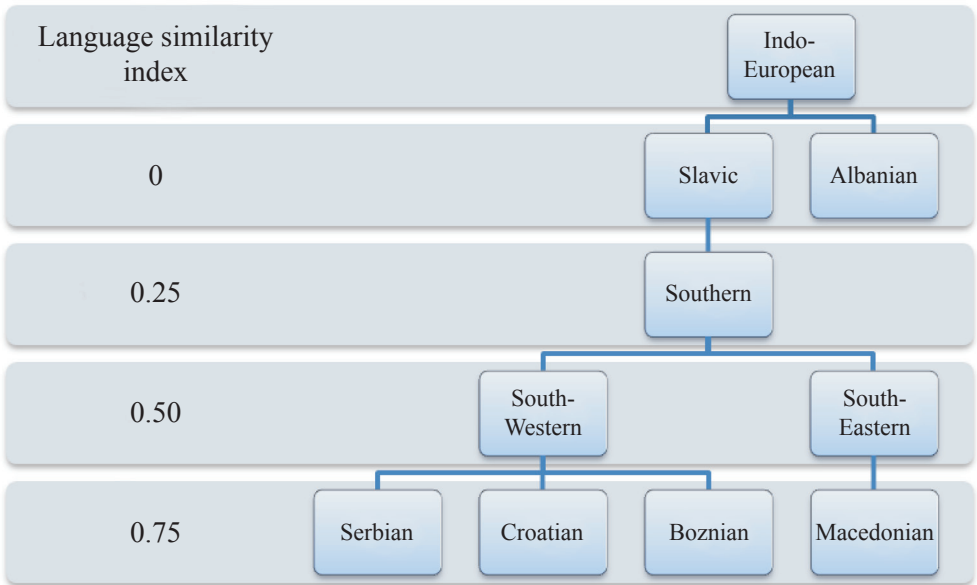 Language similarity
index
Indo-
European
0
Slavic
Albanian
0.25
Southern
0.50
South-
Western
South-
Eastern
0.75
Serbian
Croatian
Boznian
Macedonian